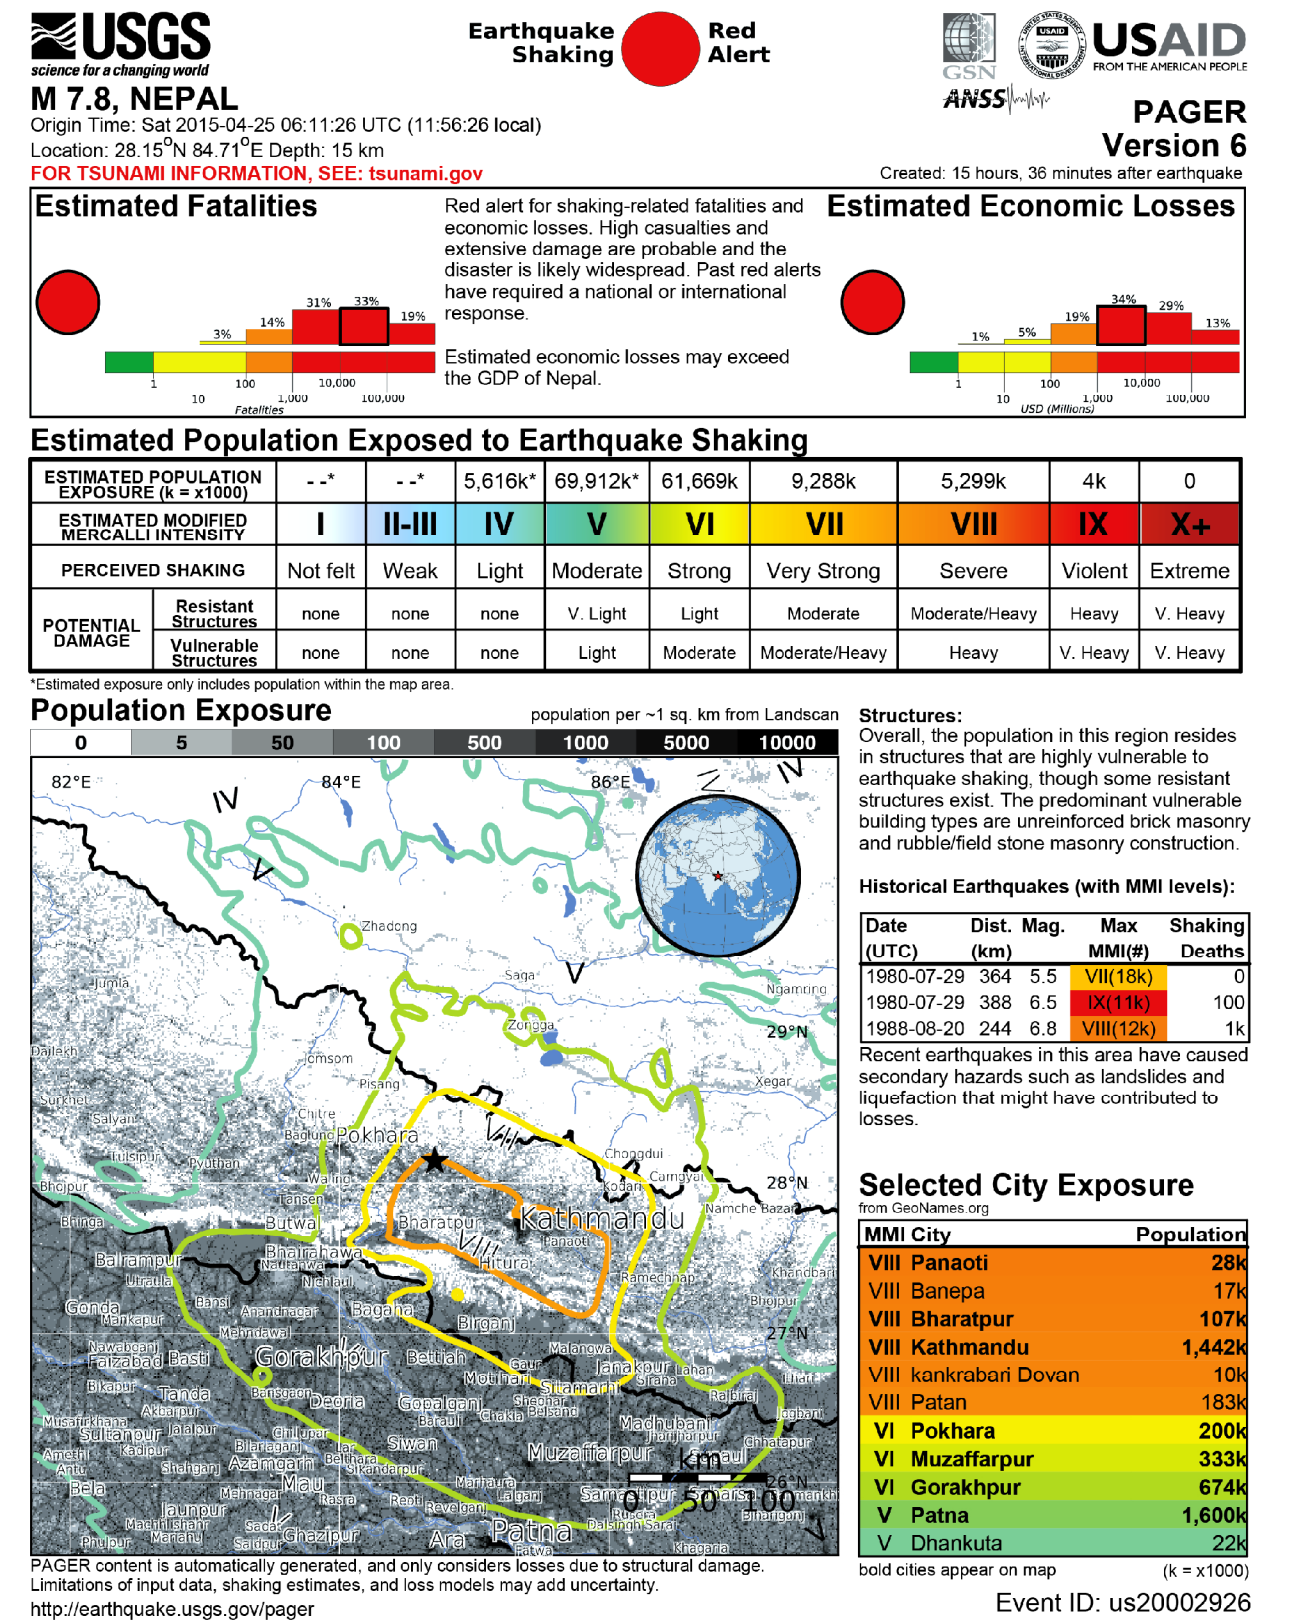 USGS
science for a changing world
Earthquake Shaking
Red Alert
GSN
ANSS
USAID
FROM THE AMERICAN PEOPLE
M 7.8, NEPAL
Origin Time: Sat 2015-04-25 06:11:26 UTC (11:56:26 local)
Location: 28.15°N 84.71°E Depth: 15 km
FOR TSUNAMI INFORMATION, SEE: tsunami.gov
PAGER
Version 6
Created: 15 hours, 36 minutes after earthquake
Estimated Fatalities
3% 14% 31% 33% 19%
1 100 10,000
10 1,000 100,000
Fatalities
Red alert for shaking-related fatalities and
economic losses. High casualties and
extensive damage are probable and the
disaster is likely widespread. Past red alerts
have required a national or international
response.
Estimated economic losses may exceed
the GDP of Nepal.
Estimated Economic Losses
1% 5% 19% 34% 29% 13%
1 100 10,000
10 1,000 100,000
USD (Millions)
Estimated Population Exposed to Earthquake Shaking
ESTIMATED POPULATION EXPOSURE (k = x1000) - -* - -* 5,616k* 69,912k* 61,669k 9,288k 5,299k 4k 0
ESTIMATED MODIFIED MERCALLI INTENSITY I II-III IV V VI VII VIII IX X+
PERCEIVED SHAKING Not felt Weak Light Moderate Strong Very Strong Severe Violent Extreme
POTENTIAL DAMAGE
Resistant Structures none none none V. Light Light Moderate Moderate/Heavy Heavy V. Heavy
Vulnerable Structures none none none Light Moderate Moderate/Heavy Heavy V. Heavy V. Heavy
*Estimated exposure only includes population within the map area.
Population Exposure
population per ~1 sq. km from Landscan
0 5 50 100 500 1000 5000 10000
82°E 84°E 86°E
IV IV
V
Zhadong
Saga V
Jumla Ngamring
Zongga 29°N
Dailekh Jomsom
Pisang Xegar
Surkhet
Salyan Chitre
Baglung Pokhara VII
Tulsipur Pyuthan Chongdui
Waling Kodari Carngyai
Bhojpur Tansen 28°N
Namche Bazar
Bhinga Butwal Bharatpur Kathmandu
Panaoti
VIII
Balrampur Bhairahawa Hitura
Nautanwa Khandbari
Utraula Nichlaul Ramechhap
Gonda Bansi Anandnagar Bagaha Bhojpur
Mankapur Birganj
Mehndawal 27°N
Nawabganj Malangwa
Faizabad Basti Gorakhpur Bettiah Gaur Janakpur Lahan
Motihari Siraha
Bikapur Tanda Bansgaon Sitamarhi Rajbiraj
Deoria Gopalganj Sheohar
Akbarpur Barauli Chakia Belsand Jogbani
Musafirkhana Jalalpur Madhubani
Sultanpur Chillupar Jhanjharpur
Kadipur Bilariaganj Lar Siwan Muzaffarpur Supaul Chhatapur
Amethi Belthara km
Antu Shahganj Azamgarh Sikandarpur
Bela Mau Marhaura 26°N
Mehnagar Rasra Reoti Lalganj Samastipur
0 50 100
Jaunpur Revelganj Rusera
Machhlishahr Sadat Dalsingh Sarai
Mariahu Ghazipur Ara Patna
Phulpur Saidpur Fatwa Khagaria
V
Structures:
Overall, the population in this region resides
in structures that are highly vulnerable to
earthquake shaking, though some resistant
structures exist. The predominant vulnerable
building types are unreinforced brick masonry
and rubble/field stone masonry construction.
Historical Earthquakes (with MMI levels):
Date (UTC) Dist. (km) Mag. Max MMI(#) Shaking Deaths
1980-07-29 364 5.5 VII(18k) 0
1980-07-29 388 6.5 IX(11k) 100
1988-08-20 244 6.8 VIII(12k) 1k
Recent earthquakes in this area have caused
secondary hazards such as landslides and
liquefaction that might have contributed to
losses.
Selected City Exposure
from GeoNames.org
MMI City Population
VIII Panaoti 28k
VIII Banepa 17k
VIII Bharatpur 107k
VIII Kathmandu 1,442k
VIII kankrabari Dovan 10k
VIII Patan 183k
VI Pokhara 200k
VI Muzaffarpur 333k
VI Gorakhpur 674k
V Patna 1,600k
V Dhankuta 22k
bold cities appear on map (k = x1000)
PAGER content is automatically generated, and only considers losses due to structural damage.
Limitations of input data, shaking estimates, and loss models may add uncertainty.
http://earthquake.usgs.gov/pager
Event ID: us20002926